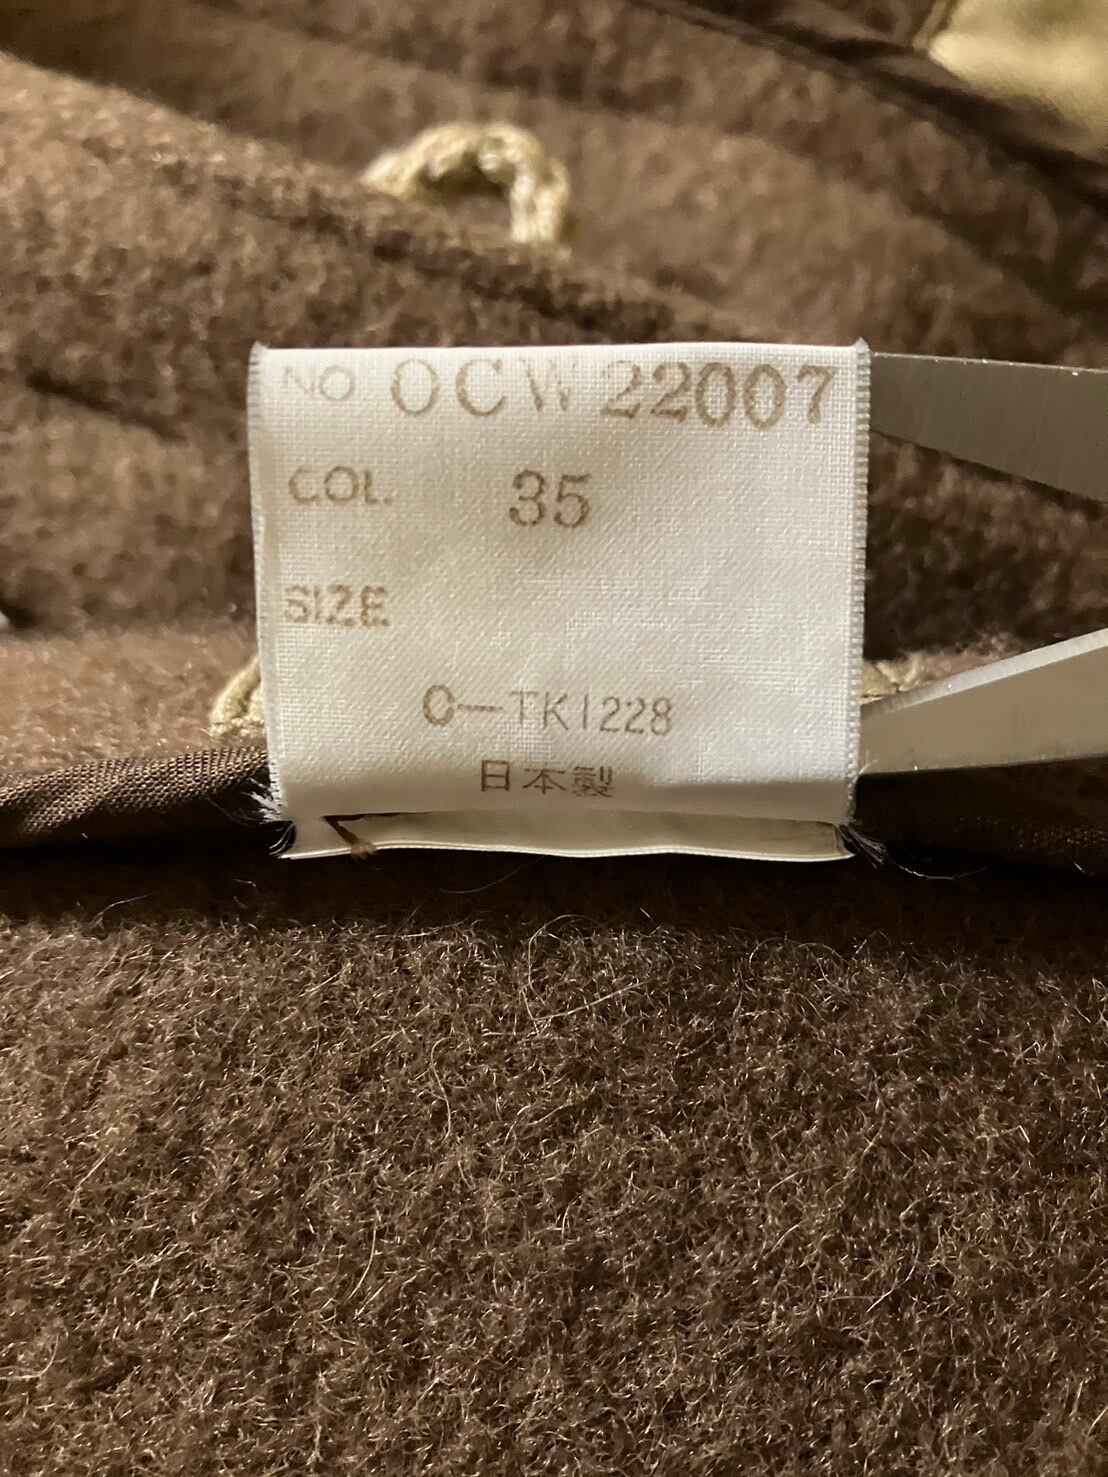 NO OCW 22007
COL. 35
SIZE
C—TK1228
日本製